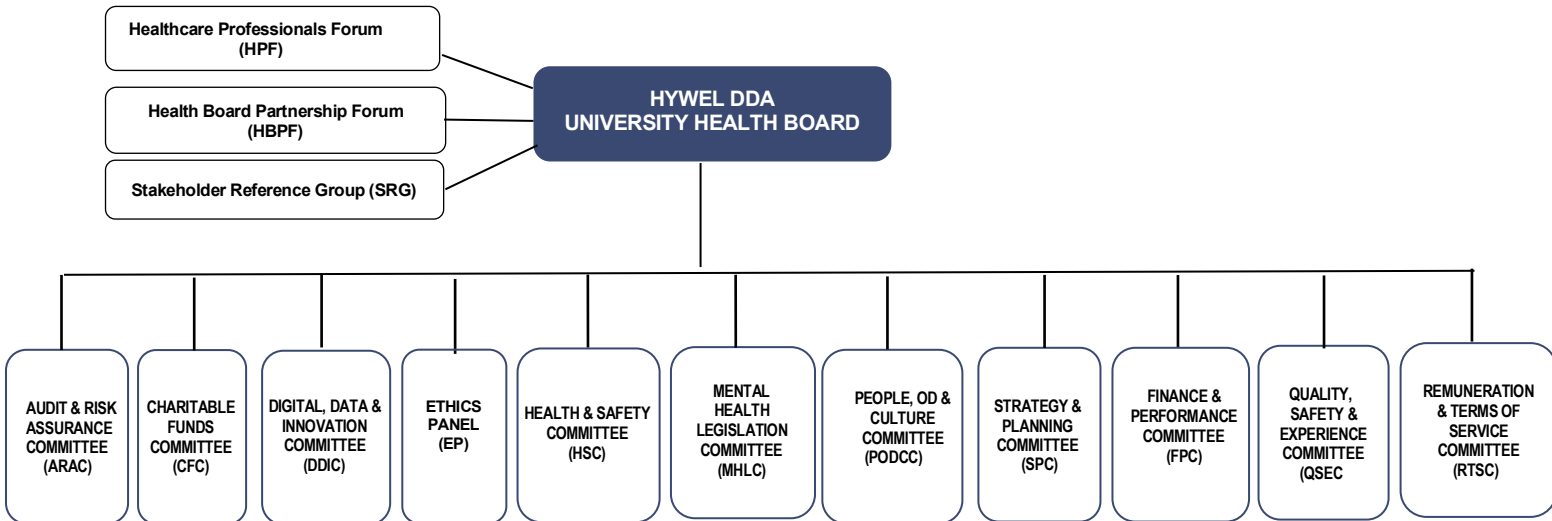 Healthcare Professionals Forum
(HPF)
Health Board Partnership Forum
(HBPF)
Stakeholder Reference Group (SRG)
HYWEL DDA
UNIVERSITY HEALTH BOARD
AUDIT & RISK
ASSURANCE
COMMITTEE
(ARAC)
CHARITABLE
FUNDS
COMMITTEE
(CFC)
DIGITAL, DATA &
INNOVATION
COMMITTEE
(DDIC)
ETHICS
PANEL
(EP)
HEALTH & SAFETY
COMMITTEE
(HSC)
MENTAL
HEALTH
LEGISLATION
COMMITTEE
(MHLC)
PEOPLE, OD &
CULTURE
COMMITTEE
(PODCC)
STRATEGY &
PLANNING
COMMITTEE
(SPC)
FINANCE &
PERFORMANCE
COMMITTEE
(FPC)
QUALITY,
SAFETY &
EXPERIENCE
COMMITTEE
(QSEC
REMUNERATION
& TERMS OF
SERVICE
COMMITTEE
(RTSC)